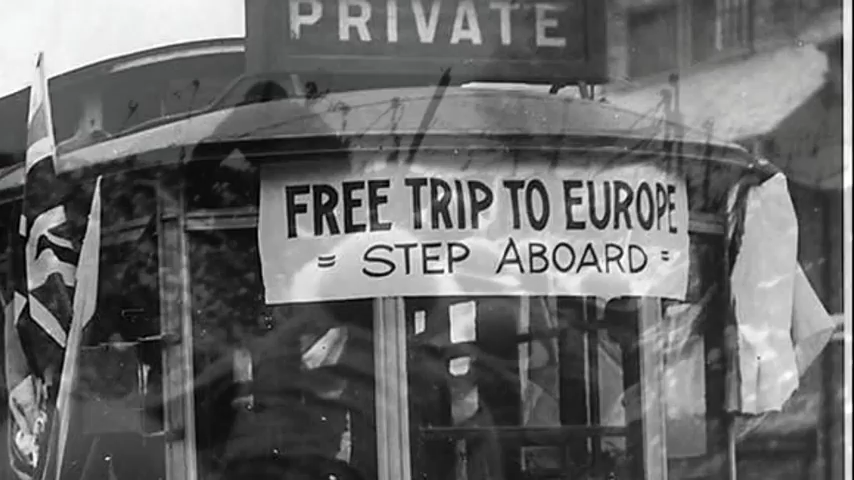 PRIVATE
FREE TRIP TO EUROPE
= STEP ABOARD =